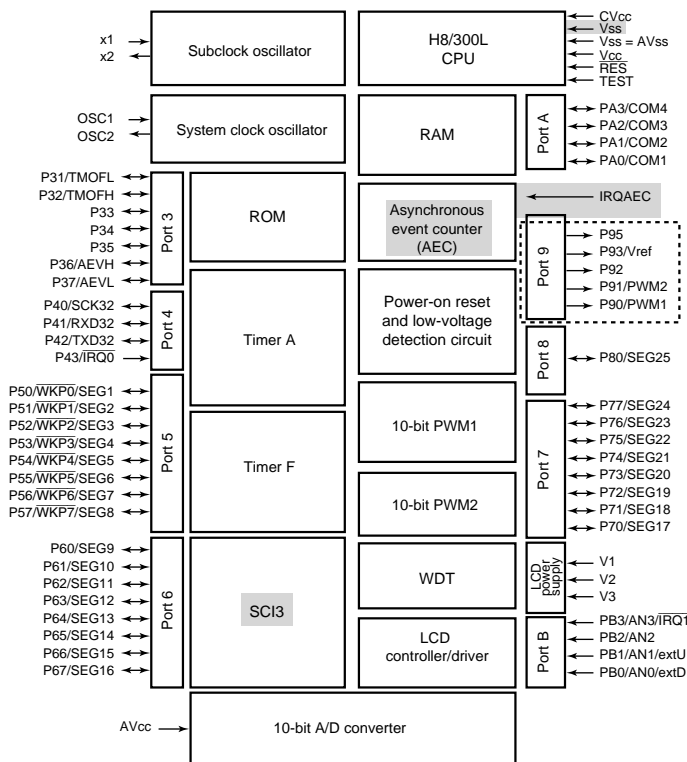 x1
x2
Subclock oscillator
H8/300L
CPU
CVcc
Vss
Vss = AVss
Vcc
RES
TEST
OSC1
OSC2
System clock oscillator
RAM
Port A
PA3/COM4
PA2/COM3
PA1/COM2
PA0/COM1
P31/TMOFL
P32/TMOFH
P33
P34
P35
P36/AEVH
P37/AEVL
Port 3
ROM
Asynchronous
event counter
(AEC)
IRQAEC
Port 9
P95
P93/Vref
P92
P91/PWM2
P90/PWM1
P40/SCK32
P41/RXD32
P42/TXD32
P43/IRQ0
Port 4
Timer A
Power-on reset
and low-voltage
detection circuit
Port 8
P80/SEG25
P50/WKP0/SEG1
P51/WKP1/SEG2
P52/WKP2/SEG3
P53/WKP3/SEG4
P54/WKP4/SEG5
P55/WKP5/SEG6
P56/WKP6/SEG7
P57/WKP7/SEG8
Port 5
Timer F
10-bit PWM1
10-bit PWM2
Port 7
P77/SEG24
P76/SEG23
P75/SEG22
P74/SEG21
P73/SEG20
P72/SEG19
P71/SEG18
P70/SEG17
P60/SEG9
P61/SEG10
P62/SEG11
P63/SEG12
P64/SEG13
P65/SEG14
P66/SEG15
P67/SEG16
Port 6
SCI3
WDT
LCD
power
supply
V1
V2
V3
LCD
controller/driver
Port B
PB3/AN3/IRQ1
PB2/AN2
PB1/AN1/extU
PB0/AN0/extD
AVcc
10-bit A/D converter